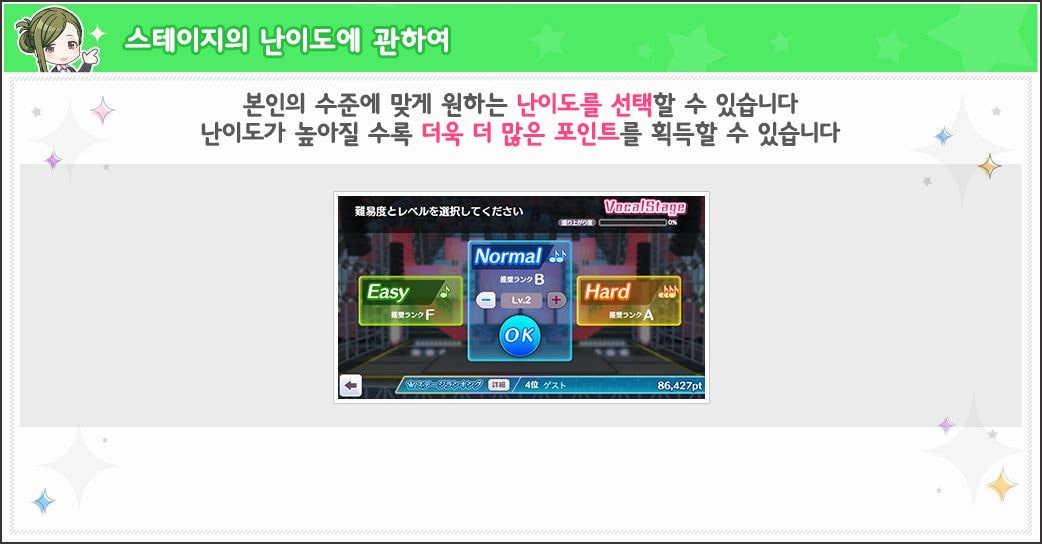 스테이지의 난이도에 관하여
본인의 수준에 맞게 원하는 난이도를 선택할 수 있습니다
난이도가 높아질 수록 더욱 더 많은 포인트를 획득할 수 있습니다
難易度とレベルを選択してください
VocalStage
盛り上がり度 0%
Normal
推奨ランク B
Easy
推奨ランク F
Lv.2
Hard
推奨ランク A
OK
ステージランキング 詳細 4位 ゲスト 86,427pt